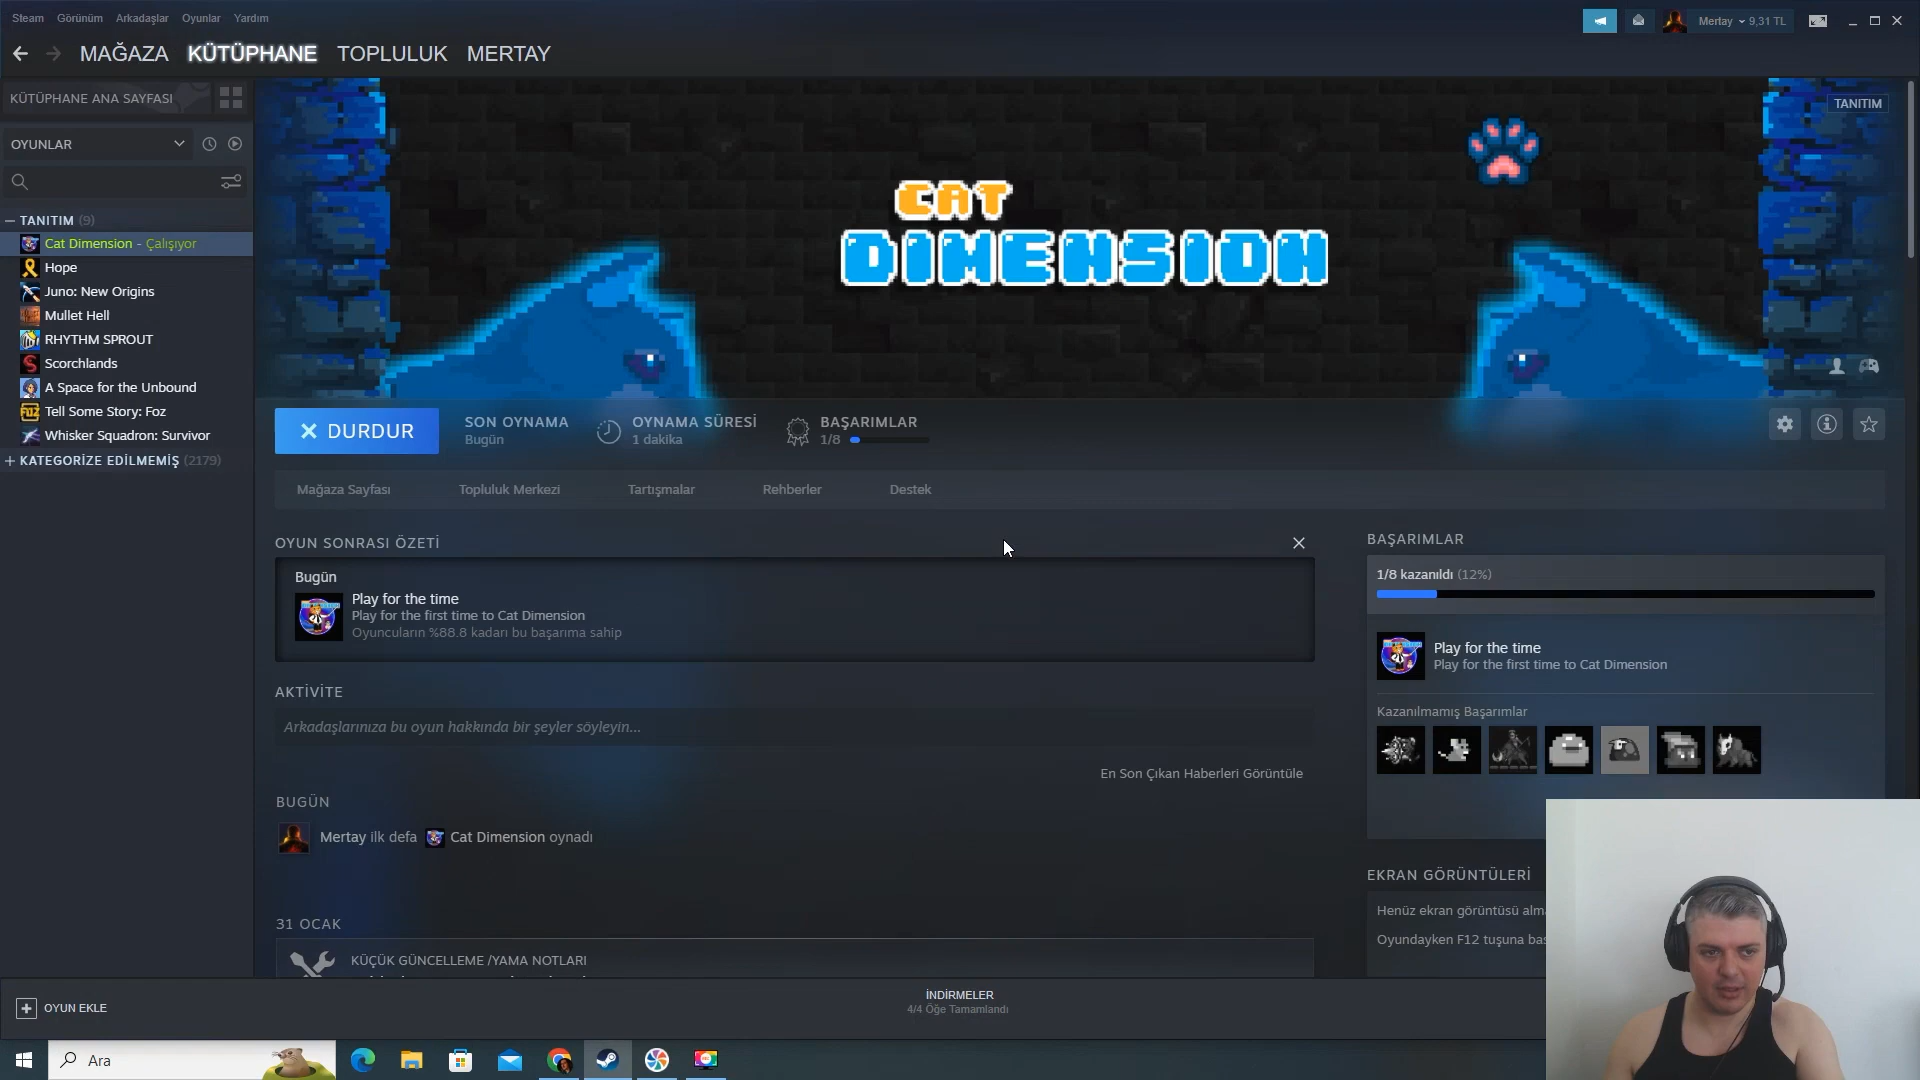 Steam Görünüm Arkadaşlar Oyunlar Yardım
Mertay 9,31 TL
MAĞAZA KÜTÜPHANE TOPLULUK MERTAY
KÜTÜPHANE ANA SAYFASI
OYUNLAR
TANITIM (9)
Cat Dimension - Çalışıyor
Hope
Juno: New Origins
Mullet Hell
RHYTHM SPROUT
Scorchlands
A Space for the Unbound
Tell Some Story: Foz
Whisker Squadron: Survivor
KATEGORİZE EDİLMEMİŞ (2179)
TANITIM
CAT
DIMENSION
DURDUR
SON OYNAMA
Bugün
OYNAMA SÜRESİ
1 dakika
BAŞARIMLAR
1/8
Mağaza Sayfası Topluluk Merkezi Tartışmalar Rehberler Destek
OYUN SONRASI ÖZETİ
Bugün
Play for the time
Play for the first time to Cat Dimension
Oyuncuların %88.8 kadarı bu başarıma sahip
AKTİVİTE
Arkadaşlarınıza bu oyun hakkında bir şeyler söyleyin...
En Son Çıkan Haberleri Görüntüle
BUGÜN
Mertay ilk defa Cat Dimension oynadı
31 OCAK
KÜÇÜK GÜNCELLEME /YAMA NOTLARI
BAŞARIMLAR
1/8 kazanıldı (12%)
Play for the time
Play for the first time to Cat Dimension
Kazanılmamış Başarımlar
EKRAN GÖRÜNTÜLERİ
Henüz ekran görüntüsü
Oyundayken F12 tuşuna
OYUN EKLE
İNDİRMELER
4/4 Öğe Tamamlandı
Ara